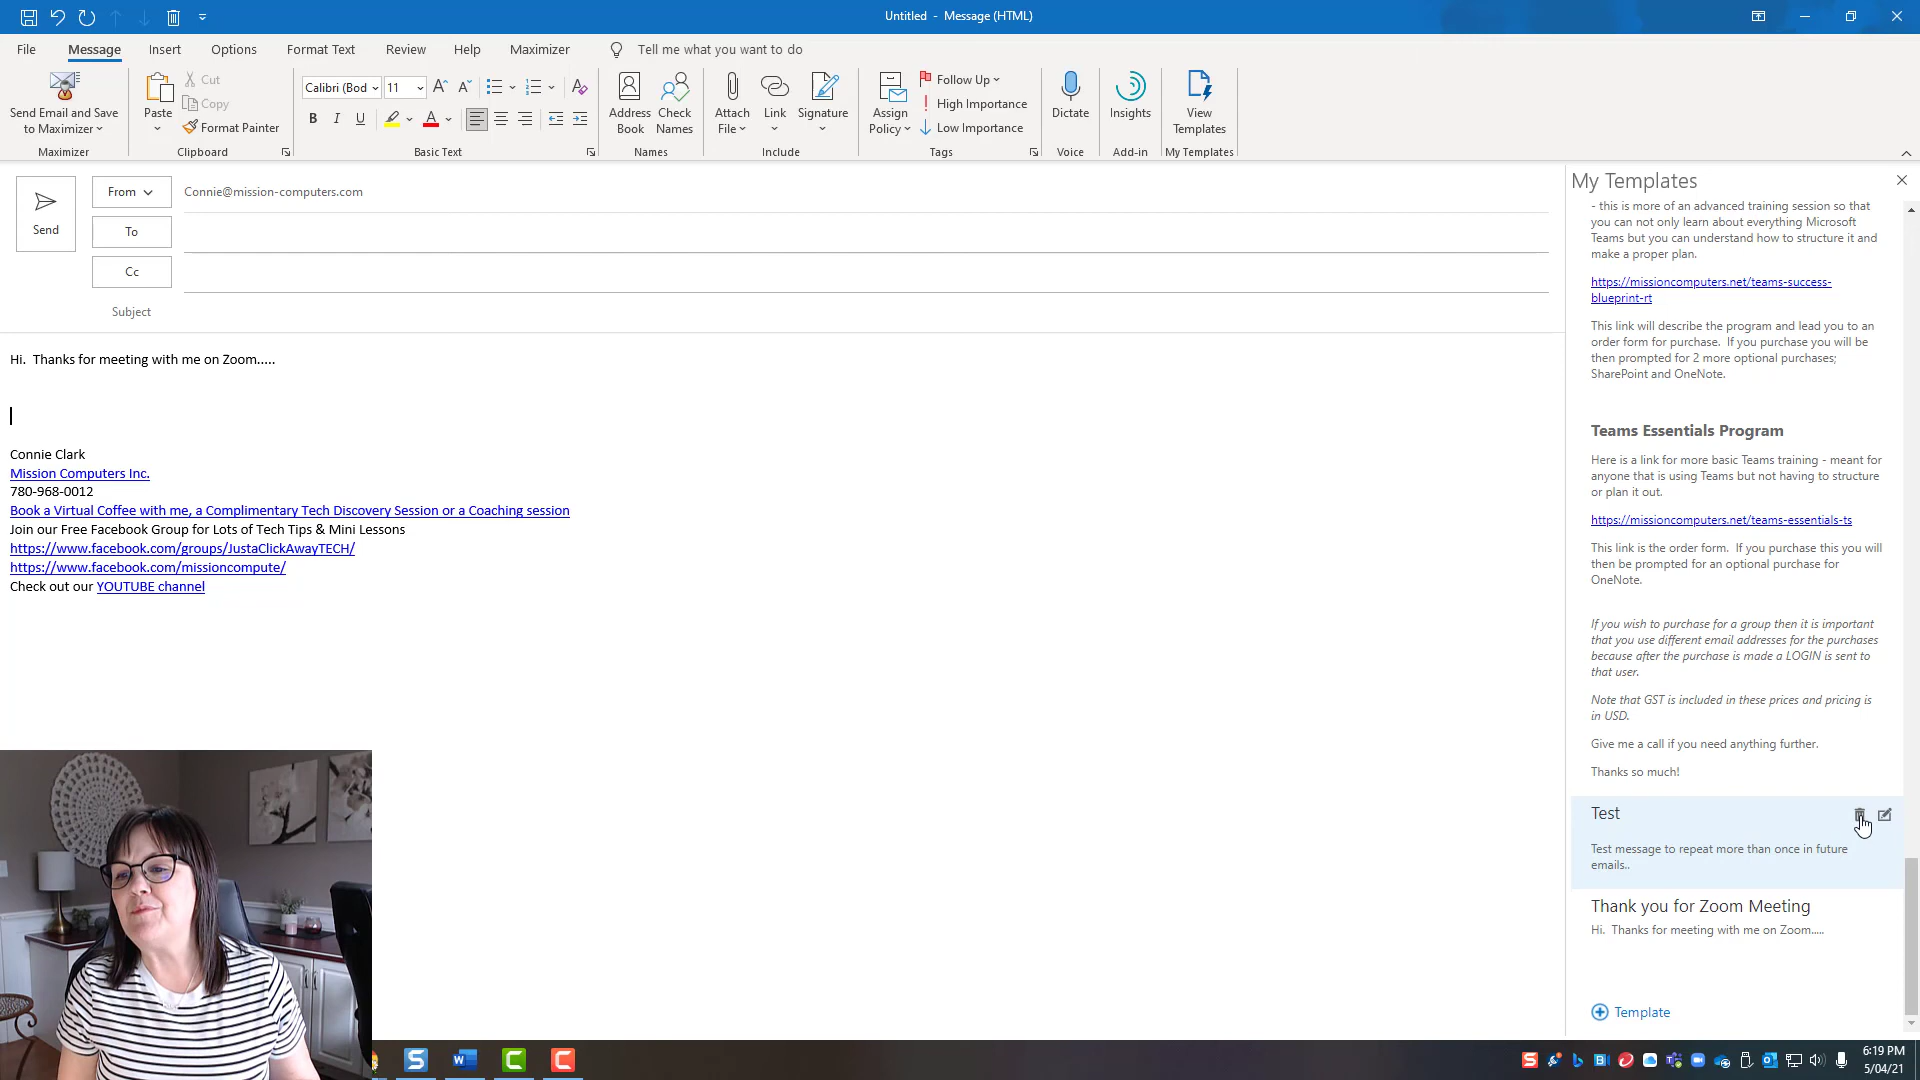 Untitled - Message (HTML)
File Message Insert Options Format Text Review Help Maximizer Tell me what you want to do
Send Email and Save to Maximizer
Maximizer
Paste
Cut
Copy
Format Painter
Clipboard
Calibri (Bod 11
B I U A
Basic Text
Address Book
Check Names
Names
Attach File
Link
Signature
Include
Assign Policy
Follow Up
High Importance
Low Importance
Tags
Dictate
Voice
Insights
Add-in
View Templates
My Templates
Send
From
Connie@mission-computers.com
To
Cc
Subject
Hi. Thanks for meeting with me on Zoom.....
Connie Clark
Mission Computers Inc.
780-968-0012
Book a Virtual Coffee with me, a Complimentary Tech Discovery Session or a Coaching session
Join our Free Facebook Group for Lots of Tech Tips & Mini Lessons
https://www.facebook.com/groups/JustaClickAwayTECH/
https://www.facebook.com/missioncompute/
Check out our YOUTUBE channel
My Templates
- this is more of an advanced training session so that
you can not only learn about everything Microsoft
Teams but you can understand how to structure it and
make a proper plan.
https://missioncomputers.net/teams-success-
blueprint-rt
This link will describe the program and lead you to an
order form for purchase. If you purchase you will be
then prompted for 2 more optional purchases;
SharePoint and OneNote.
Teams Essentials Program
Here is a link for more basic Teams training - meant for
anyone that is using Teams but not having to structure
or plan it out.
https://missioncomputers.net/teams-essentials-ts
This link is the order form. If you purchase this you will
then be prompted for an optional purchase for
OneNote.
If you wish to purchase for a group then it is important
that you use different email addresses for the purchases
because after the purchase is made a LOGIN is sent to
that user.
Note that GST is included in these prices and pricing is
in USD.
Give me a call if you need anything further.
Thanks so much!
Test
Test message to repeat more than once in future
emails..
Thank you for Zoom Meeting
Hi. Thanks for meeting with me on Zoom.....
Template
6:19 PM
5/04/21